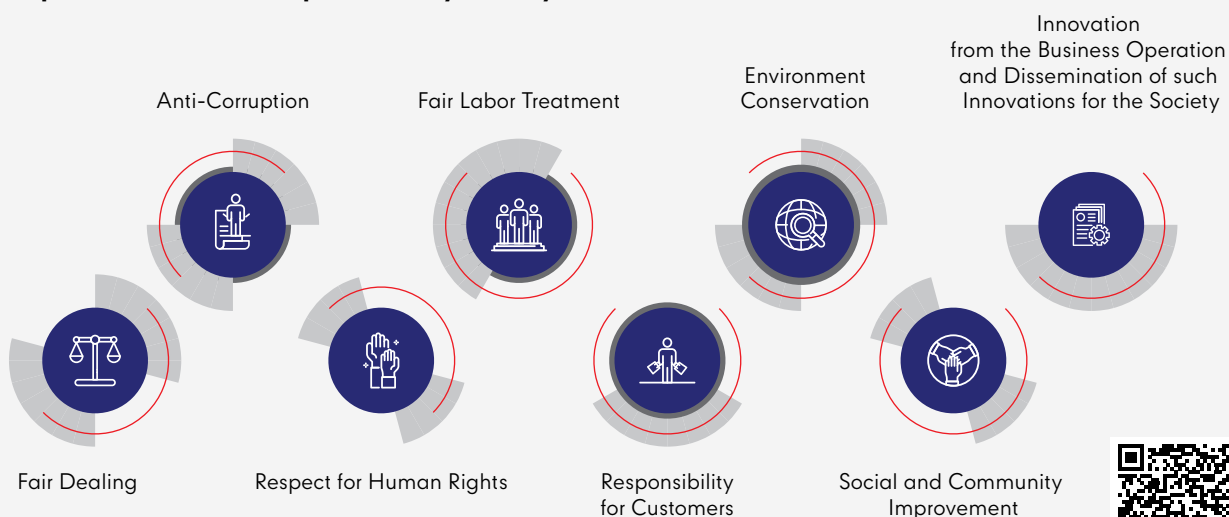 Anti-Corruption
Fair Labor Treatment
Environment
Conservation
Innovation
from the Business Operation
and Dissemination of such
Innovations for the Society
Fair Dealing
Respect for Human Rights
Responsibility
for Customers
Social and Community
Improvement